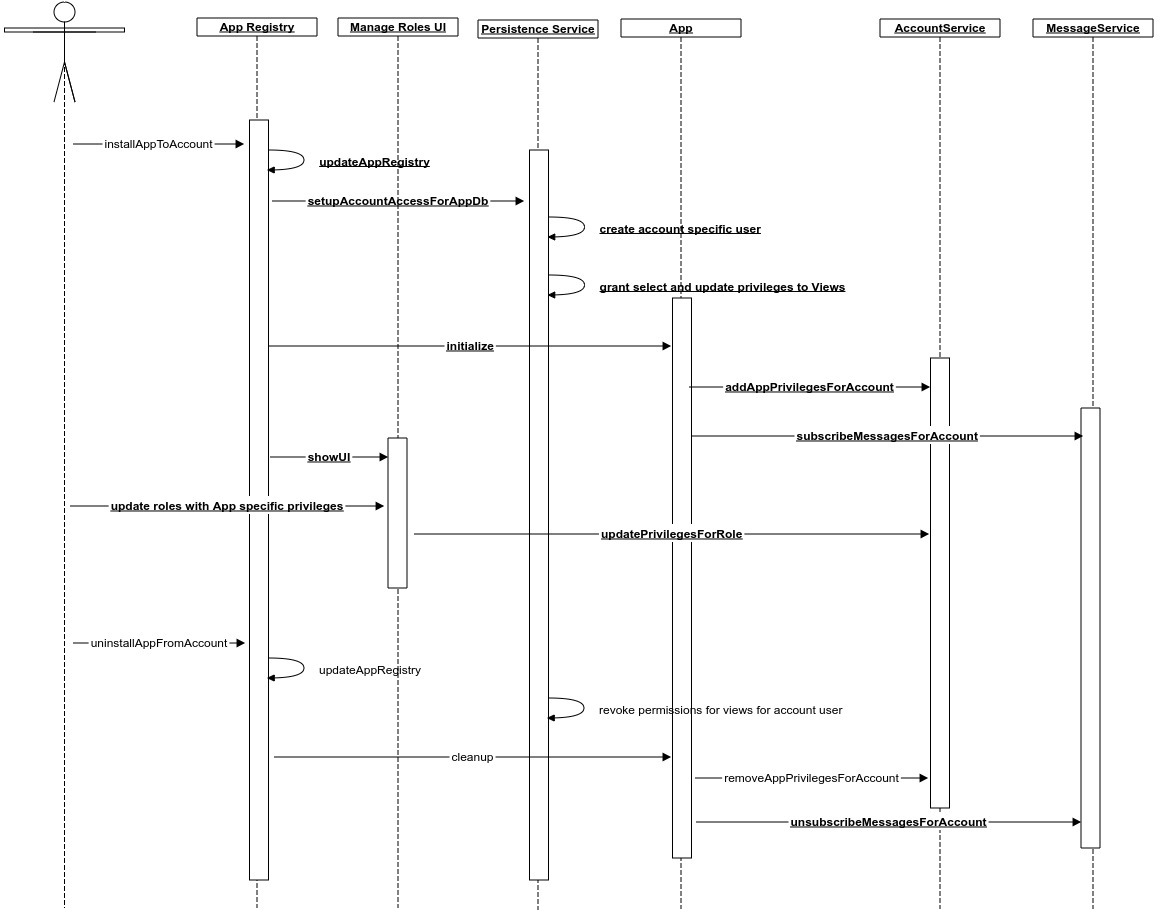 App Registry
Manage Roles UI
Persistence Service
App
AccountService
MessageService
installAppToAccount
updateAppRegistry
setupAccountAccessForAppDb
create account specific user
grant select and update privileges to Views
initialize
addAppPrivilegesForAccount
subscribeMessagesForAccount
showUI
update roles with App specific privileges
updatePrivilegesForRole
uninstallAppFromAccount
updateAppRegistry
revoke permissions for views for account user
cleanup
removeAppPrivilegesForAccount
unsubscribeMessagesForAccount